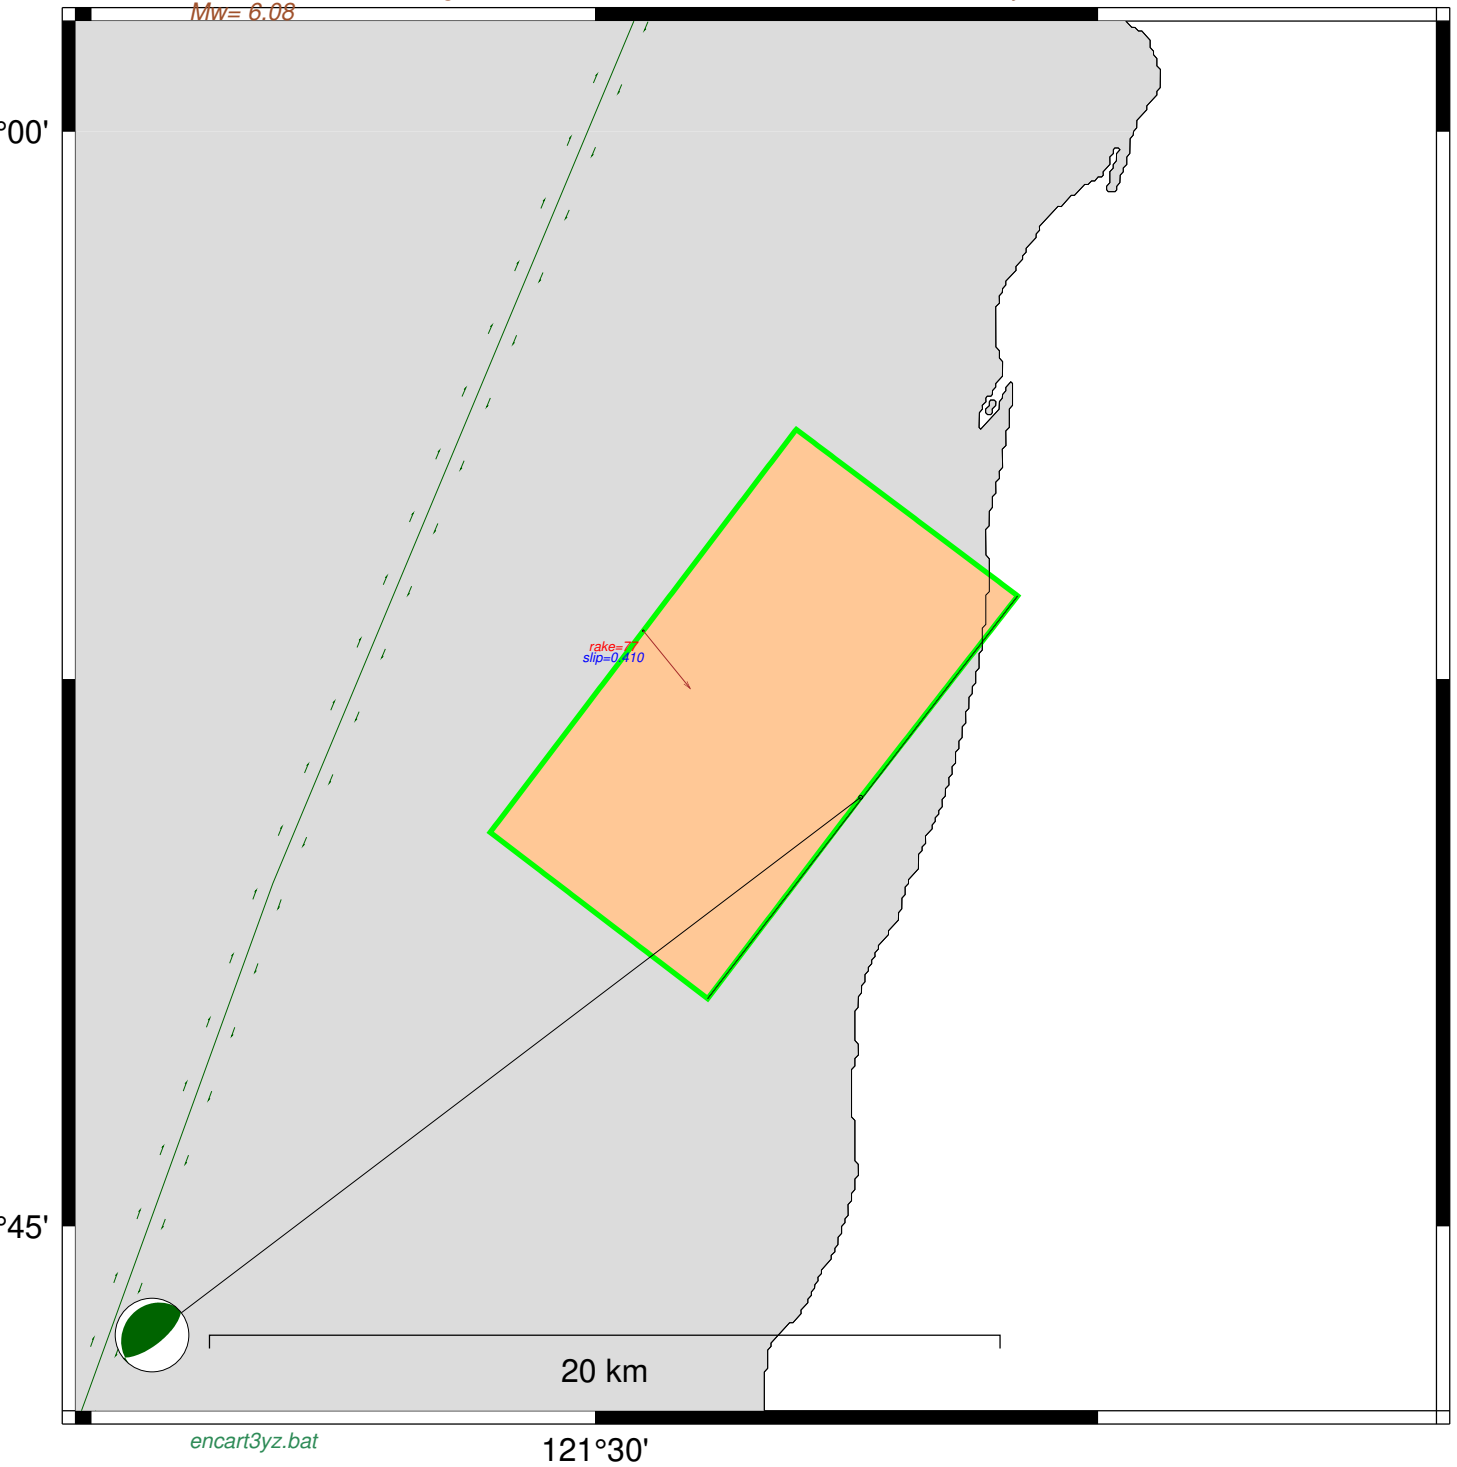 Mw= 6.08
°00'
rake=77
slip=0.410
°45'
20 km
encart3yz.bat
121°30'